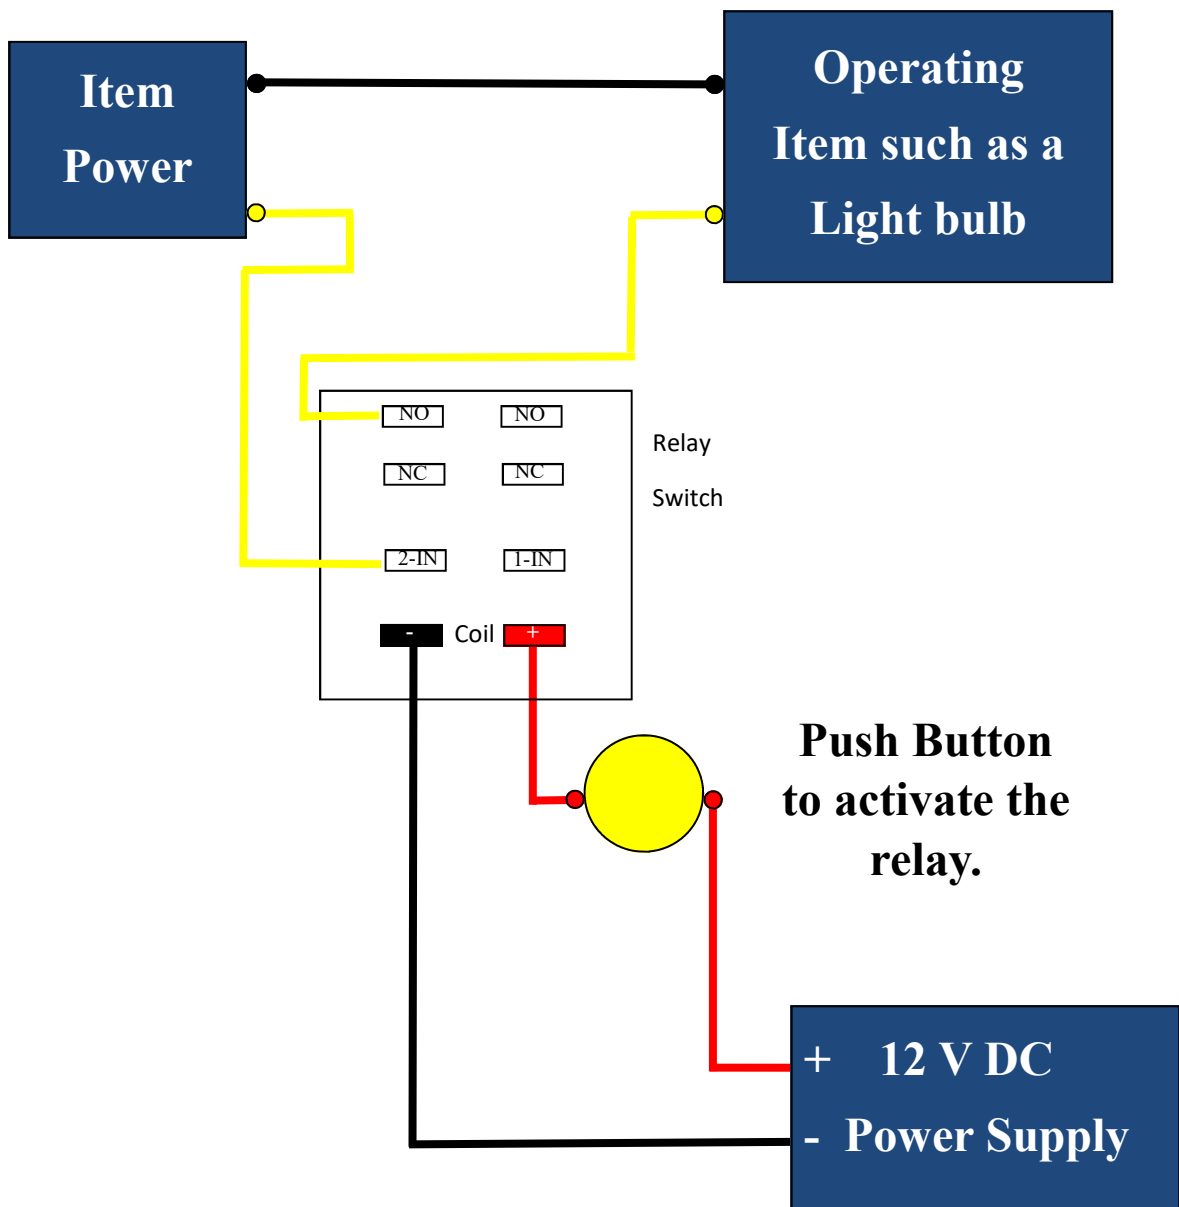 Item
Power
Operating
Item such as a
Light bulb
NO
NO
Relay
NC
NC
Switch
2-IN
1-IN
-
Coil
+
Push Button
to activate the
relay.
+ 12 V DC
- Power Supply